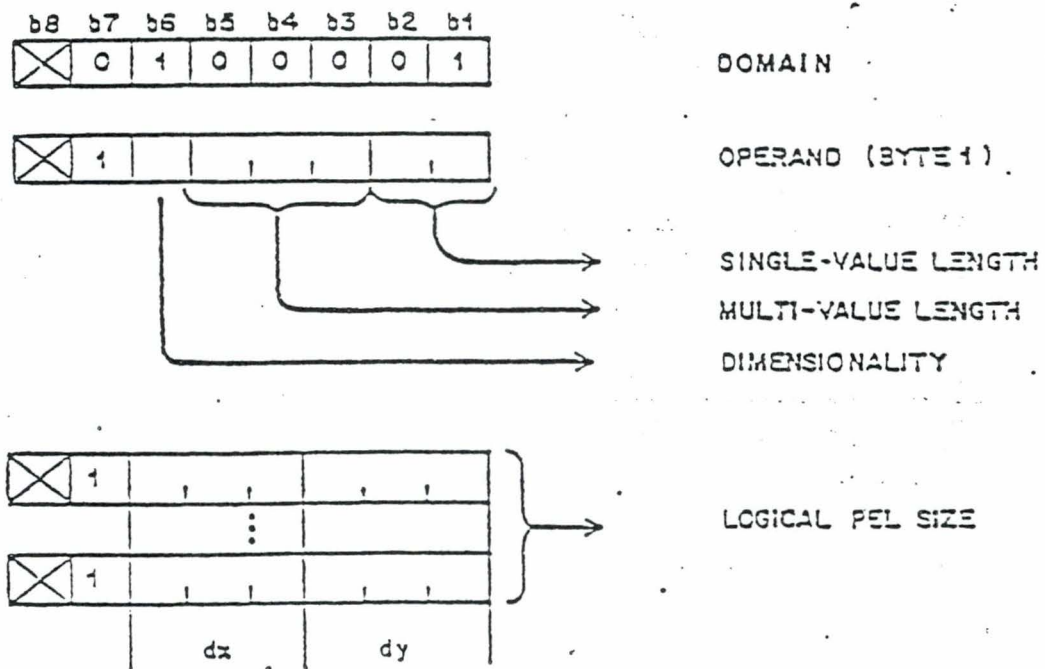 b8 b7 b6 b5 b4 b3 b2 b1
0 1 0 0 0 0 1 DOMAIN
1 OPERAND (BYTE 1)
SINGLE-VALUE LENGTH
MULTI-VALUE LENGTH
DIMENSIONALITY
1
LOGICAL PEL SIZE
1
dx dy